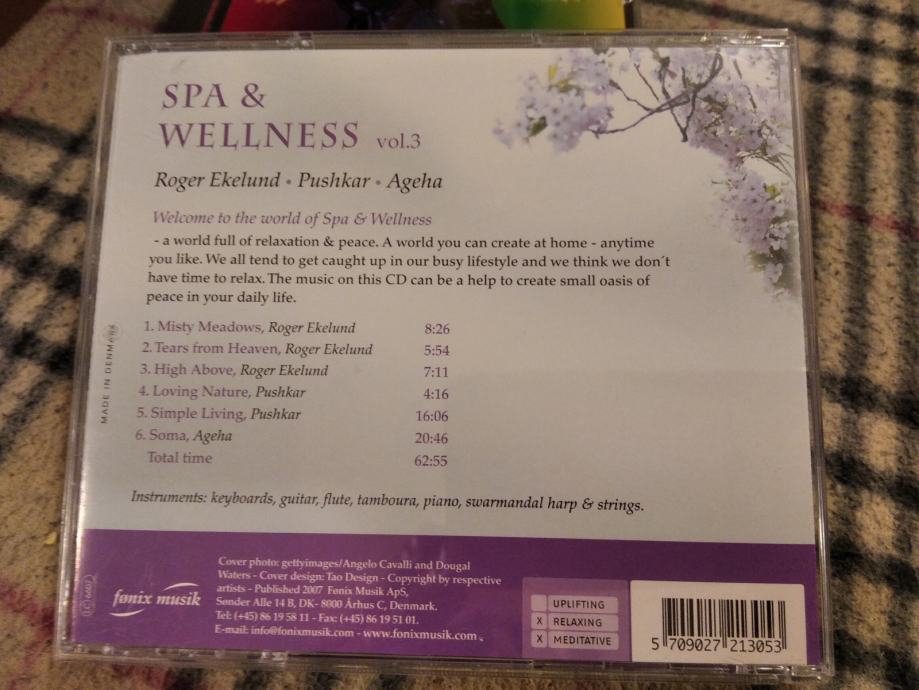 SPA &
WELLNESS vol.3
Roger Ekelund • Pushkar • Ageha
Welcome to the world of Spa & Wellness
- a world full of relaxation & peace. A world you can create at home - anytime
you like. We all tend to get caught up in our busy lifestyle and we think we don´t
have time to relax. The music on this CD can be a help to create small oasis of
peace in your daily life.
1. Misty Meadows, Roger Ekelund 8:26
2. Tears from Heaven, Roger Ekelund 5:54
3. High Above, Roger Ekelund 7:11
4. Loving Nature, Pushkar 4:16
5. Simple Living, Pushkar 16:06
6. Soma, Ageha 20:46
Total time 62:55
MADE IN DENMARK
Instruments: keyboards, guitar, flute, tamboura, piano, swarmandal harp & strings.
fønix musik
Cover photo: gettyimages/Angelo Cavalli and Dougal
Waters - Cover design: Tao Design - Copyright by respective
artists - Published 2007 Fønix Musik ApS,
Sønder Alle 14 B, DK- 8000 Århus C, Denmark.
Tel: (+45) 86 19 58 11 - Fax: (+45) 86 19 51 01.
E-mail: info@fonixmusik.com - www.fonixmusik.com
UPLIFTING
X RELAXING
X MEDITATIVE
5 709027 213053